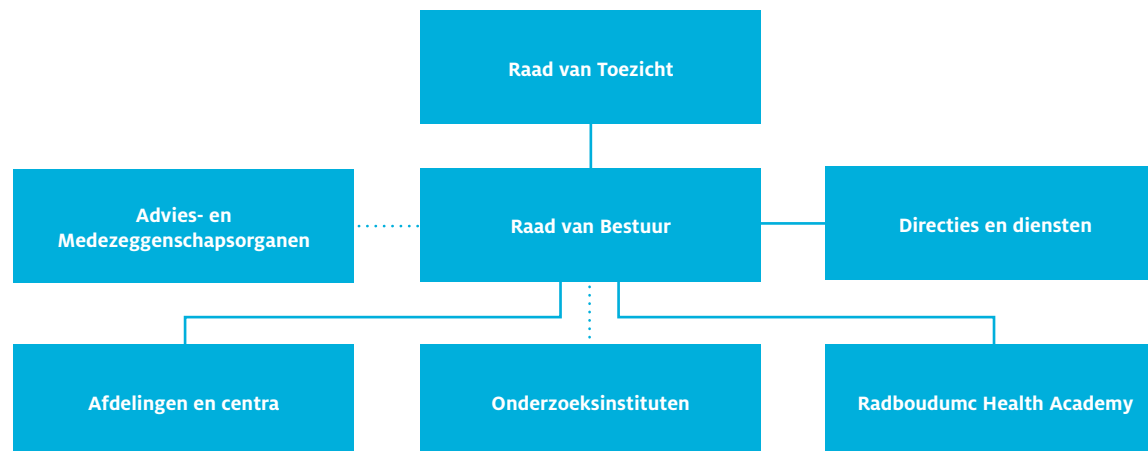 Raad van Toezicht
Advies- en
Medezeggenschapsorganen
Raad van Bestuur
Directies en diensten
Afdelingen en centra
Onderzoeksinstituten
Radboudumc Health Academy